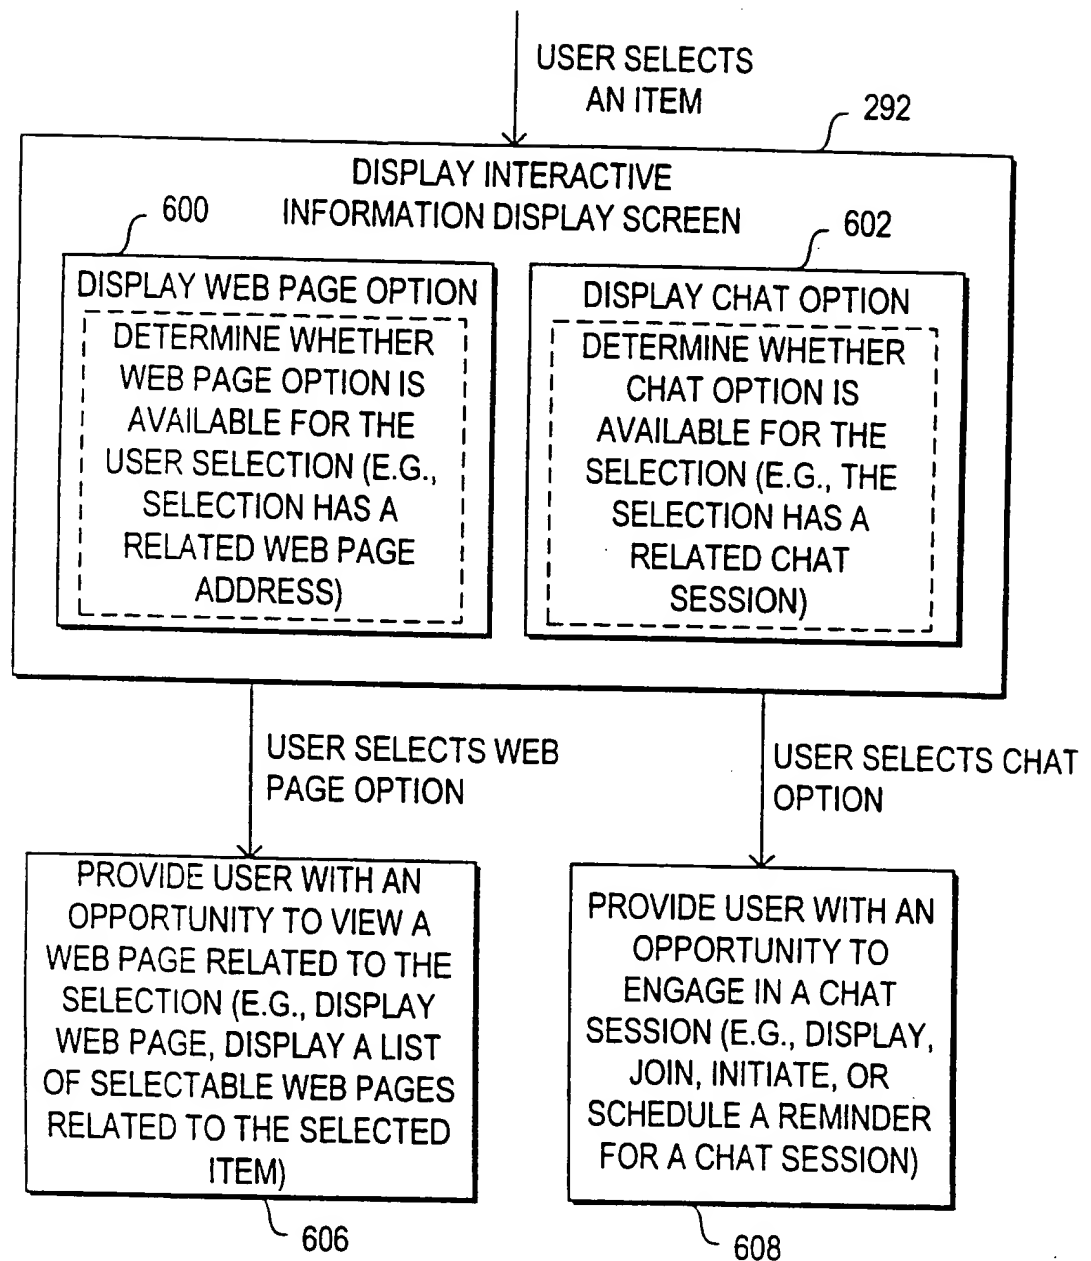 USER SELECTS
AN ITEM
292
DISPLAY INTERACTIVE
INFORMATION DISPLAY SCREEN
600
DISPLAY WEB PAGE OPTION
DETERMINE WHETHER
WEB PAGE OPTION IS
AVAILABLE FOR THE
USER SELECTION (E.G.,
SELECTION HAS A
RELATED WEB PAGE
ADDRESS)
602
DISPLAY CHAT OPTION
DETERMINE WHETHER
CHAT OPTION IS
AVAILABLE FOR THE
SELECTION (E.G., THE
SELECTION HAS A
RELATED CHAT
SESSION)
USER SELECTS WEB
PAGE OPTION
USER SELECTS CHAT
OPTION
PROVIDE USER WITH AN
OPPORTUNITY TO VIEW A
WEB PAGE RELATED TO THE
SELECTION (E.G., DISPLAY
WEB PAGE, DISPLAY A LIST
OF SELECTABLE WEB PAGES
RELATED TO THE SELECTED
ITEM)
606
PROVIDE USER WITH AN
OPPORTUNITY TO
ENGAGE IN A CHAT
SESSION (E.G., DISPLAY,
JOIN, INITIATE, OR
SCHEDULE A REMINDER
FOR A CHAT SESSION)
608